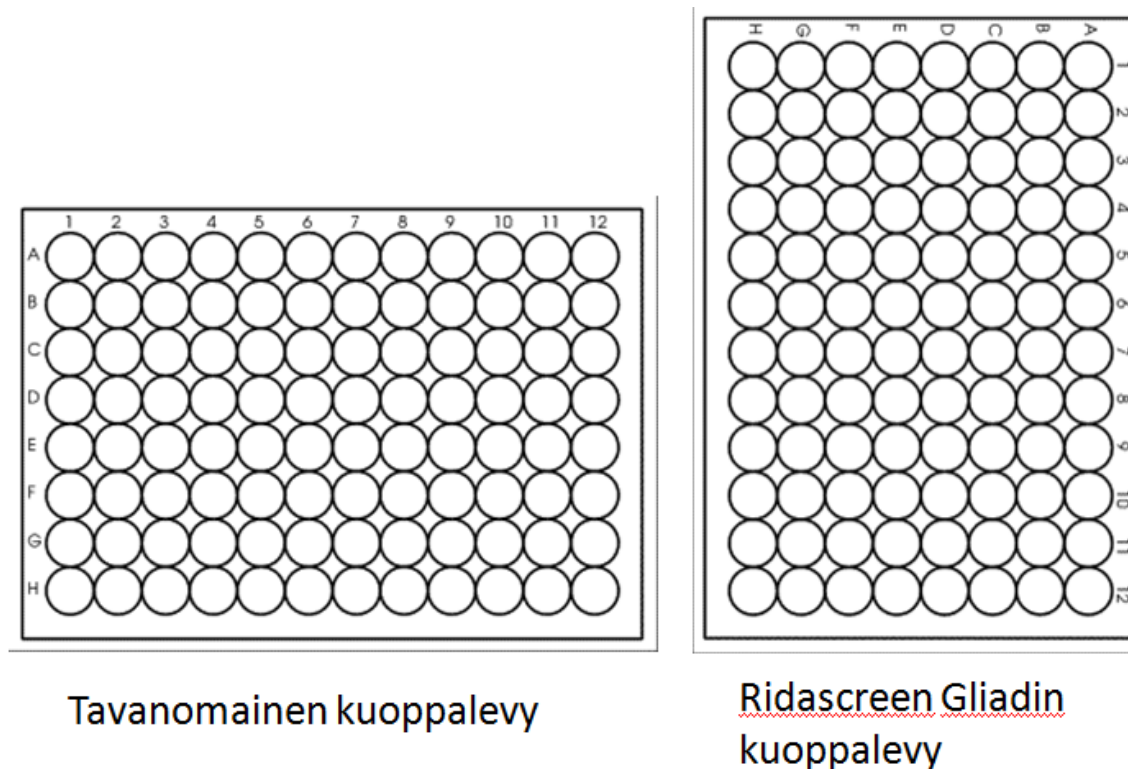 1 2 3 4 5 6 7 8 9 10 11 12
A
B
C
D
E
F
G
H
Tavanomainen kuoppalevy
H G F E D C B A
1
2
3
4
5
6
7
8
9
10
11
12
Ridascreen Gliadin
kuoppalevy